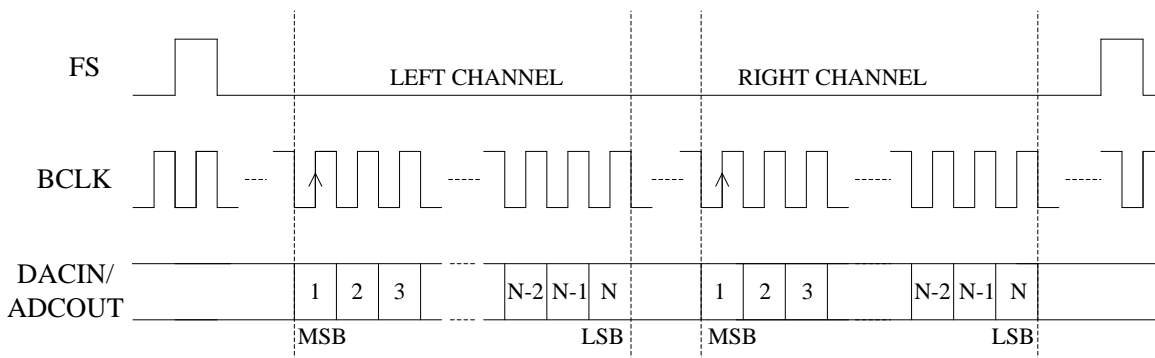 FS
LEFT CHANNEL
RIGHT CHANNEL
BCLK
DACIN/
ADCOUT
1 2 3 N-2 N-1 N 1 2 3 N-2 N-1 N
MSB LSB MSB LSB